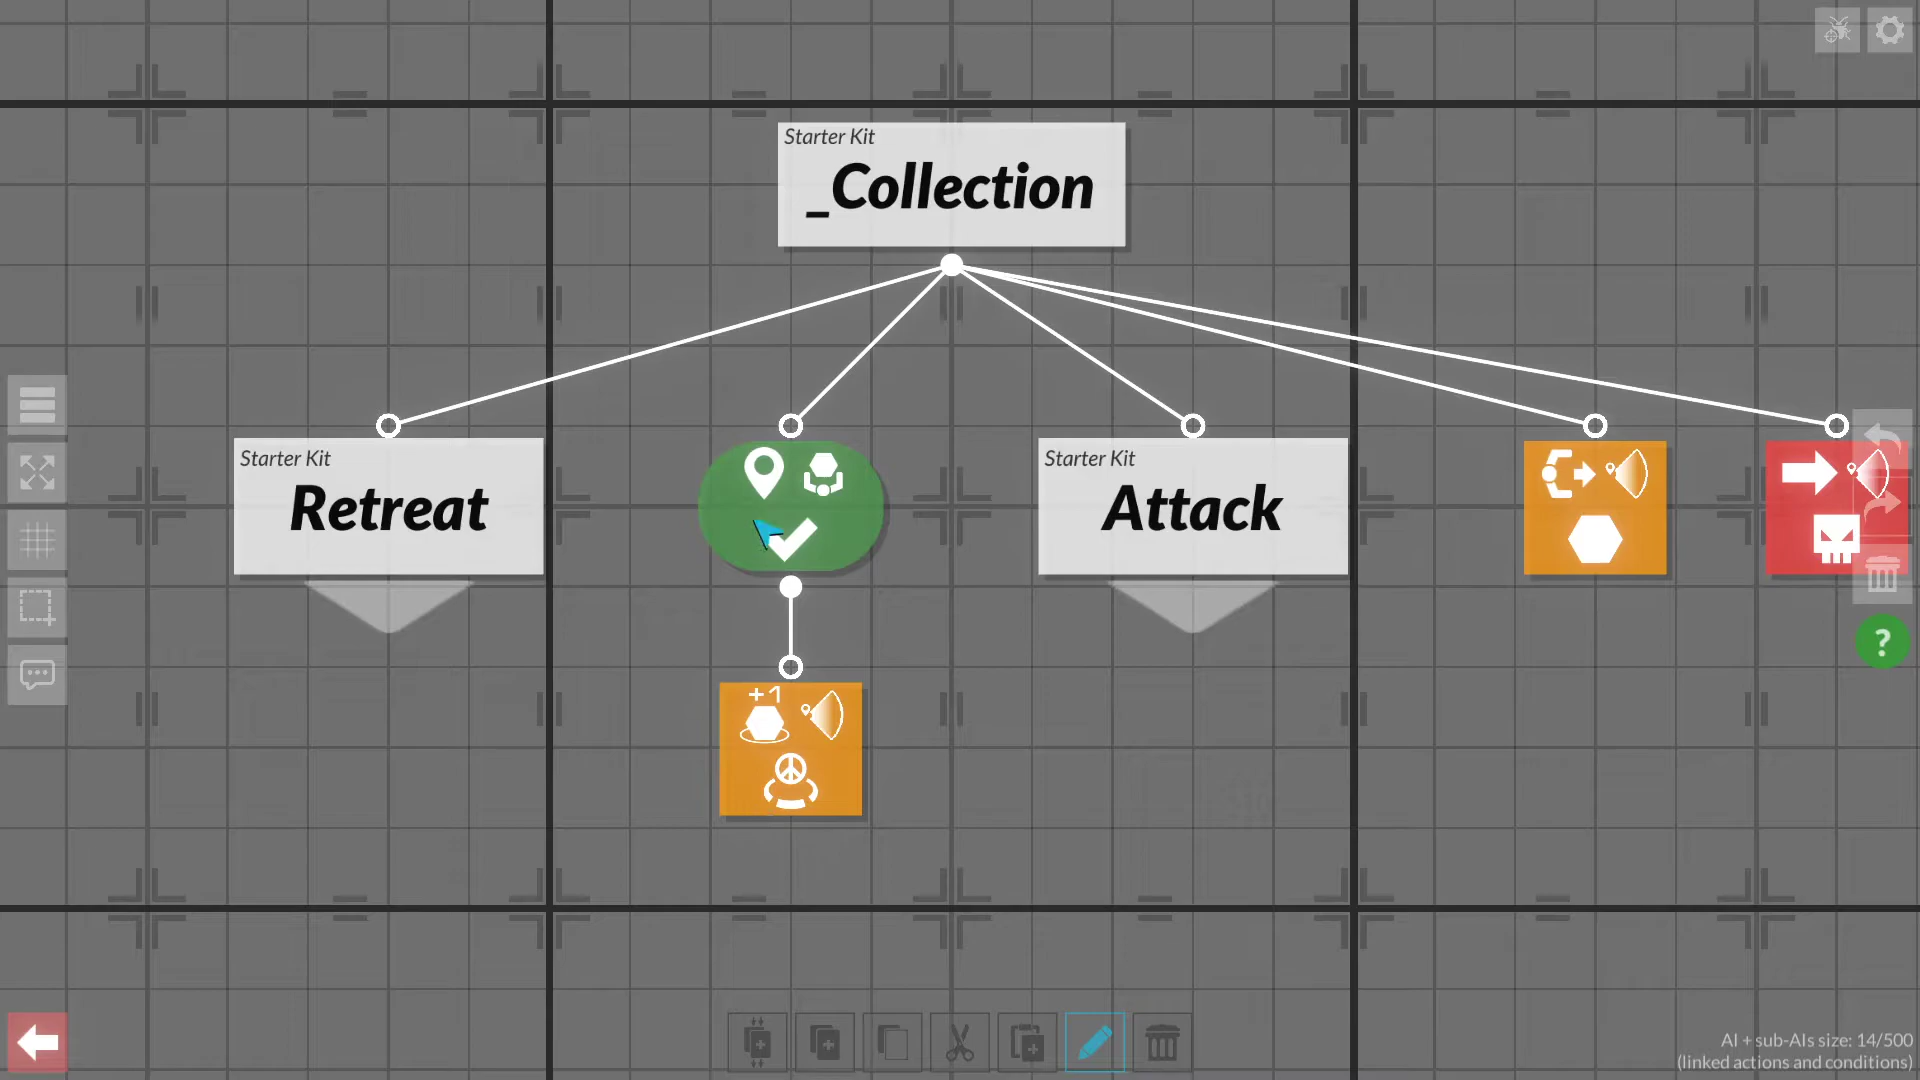 Starter Kit
_Collection
Starter Kit
Retreat
Starter Kit
Attack
+1
?
AI + sub-AIs size: 14/500
(linked actions and conditions)